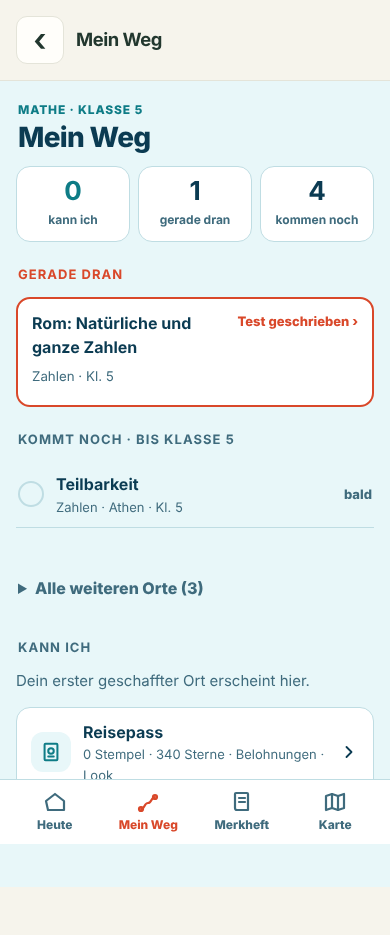 Mein Weg
MATHE · KLASSE 5
Mein Weg
0
kann ich
1
gerade dran
4
kommen noch
GERADE DRAN
Rom: Natürliche und
ganze Zahlen
Test geschrieben ›
Zahlen · Kl. 5
KOMMT NOCH · BIS KLASSE 5
Teilbarkeit
Zahlen · Athen · Kl. 5
bald
Alle weiteren Orte (3)
KANN ICH
Dein erster geschaffter Ort erscheint hier.
Reisepass
0 Stempel · 340 Sterne · Belohnungen ·
Look
Heute
Mein Weg
Merkheft
Karte